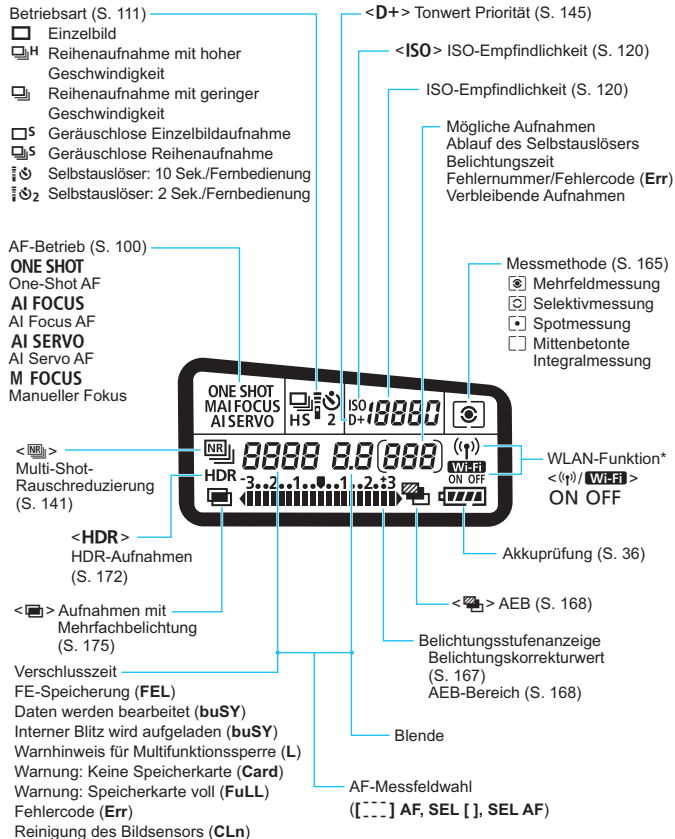 Betriebsart (S. 111)
Einzelbild
H Reihenaufnahme mit hoher
Geschwindigkeit
Reihenaufnahme mit geringer
Geschwindigkeit
S Geräuschlose Einzelbildaufnahme
S Geräuschlose Reihenaufnahme
Selbstauslöser: 10 Sek./Fernbedienung
2 Selbstauslöser: 2 Sek./Fernbedienung
<D+> Tonwert Priorität (S. 145)
<ISO> ISO-Empfindlichkeit (S. 120)
ISO-Empfindlichkeit (S. 120)
Mögliche Aufnahmen
Ablauf des Selbstauslösers
Belichtungszeit
Fehlernummer/Fehlercode (Err)
Verbleibende Aufnahmen
AF-Betrieb (S. 100)
ONE SHOT
One-Shot AF
AI FOCUS
AI Focus AF
AI SERVO
AI Servo AF
M FOCUS
Manueller Fokus
Messmethode (S. 165)
Mehrfeldmessung
Selektivmessung
Spotmessung
Mittenbetonte
Integralmessung
ONE SHOT
MAI FOCUS
AI SERVO
HS 2
ISO
D+
18880
NR
8888 8.8 (888)
Wi-Fi
ON OFF
HDR
-3..2..1..0..1..2.+3
<NR>
Multi-Shot-
Rauschreduzierung
(S. 141)
WLAN-Funktion*
</Wi-Fi>
ON OFF
<HDR>
HDR-Aufnahmen
(S. 172)
Akkuprüfung (S. 36)
< > Aufnahmen mit
Mehrfachbelichtung
(S. 175)
< > AEB (S. 168)
Belichtungsstufenanzeige
Belichtungskorrekturwert
(S. 167)
AEB-Bereich (S. 168)
Verschlusszeit
FE-Speicherung (FEL)
Daten werden bearbeitet (buSY)
Interner Blitz wird aufgeladen (buSY)
Warnhinweis für Multifunktionssperre (L)
Warnung: Keine Speicherkarte (Card)
Warnung: Speicherkarte voll (FuLL)
Fehlercode (Err)
Reinigung des Bildsensors (CLn)
Blende
AF-Messfeldwahl
([---] AF, SEL [ ], SEL AF)